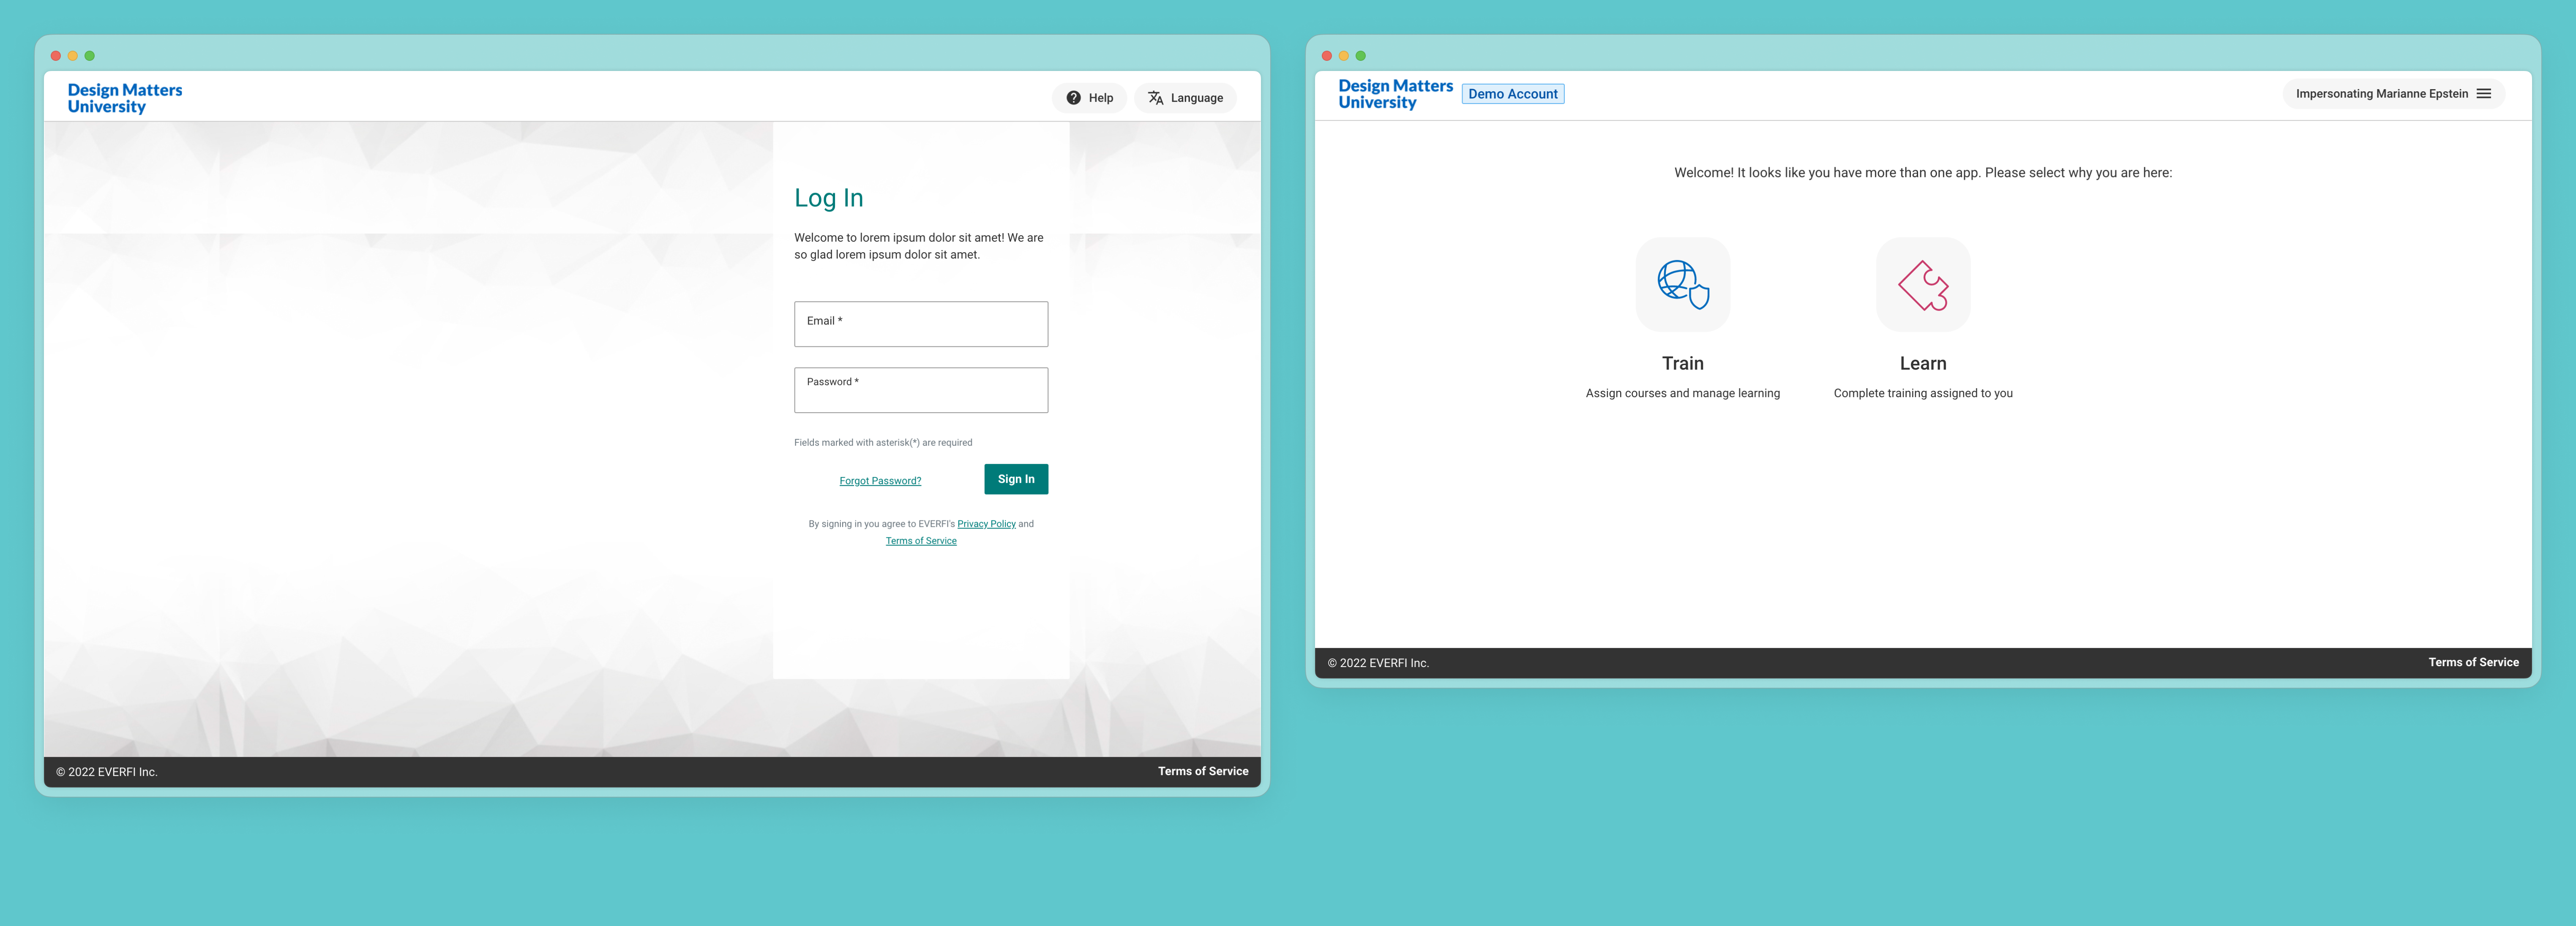 Design Matters
University
Help
Language
Log In
Welcome to lorem ipsum dolor sit amet! We are
so glad lorem ipsum dolor sit amet.
Email *
Password *
Fields marked with asterisk(*) are required
Forgot Password?
Sign In
By signing in you agree to EVERFI's Privacy Policy and
Terms of Service
© 2022 EVERFI Inc.
Terms of Service
Design Matters
University
Demo Account
Impersonating Marianne Epstein
Welcome! It looks like you have more than one app. Please select why you are here:
Train
Assign courses and manage learning
Learn
Complete training assigned to you
© 2022 EVERFI Inc.
Terms of Service